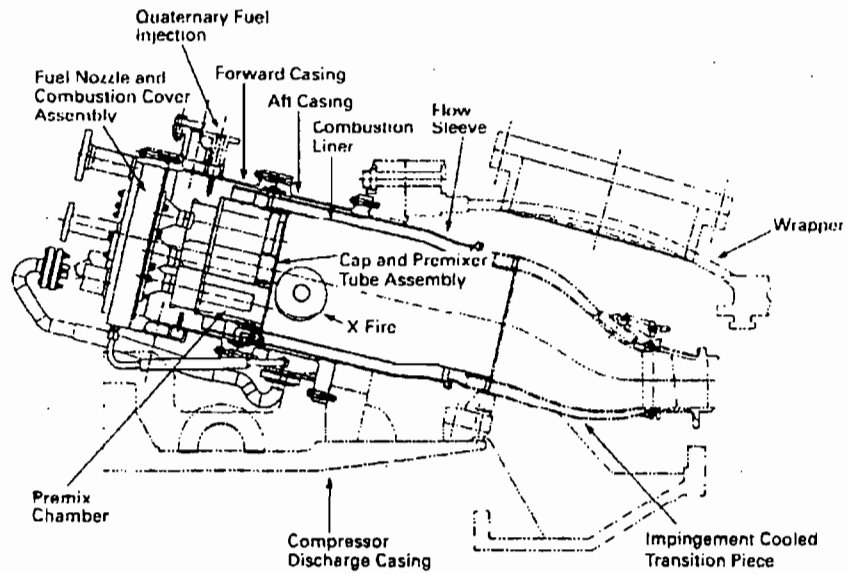 Quaternary Fuel
Injection
Fuel Nozzle and
Combustion Cover
Assembly
Forward Casing
Aft Casing
Combustion
Liner
Flow
Sleeve
Wrapper
Cap and Premixer
Tube Assembly
X Fire
Premix
Chamber
Compressor
Discharge Casing
Impingement Cooled
Transition Piece